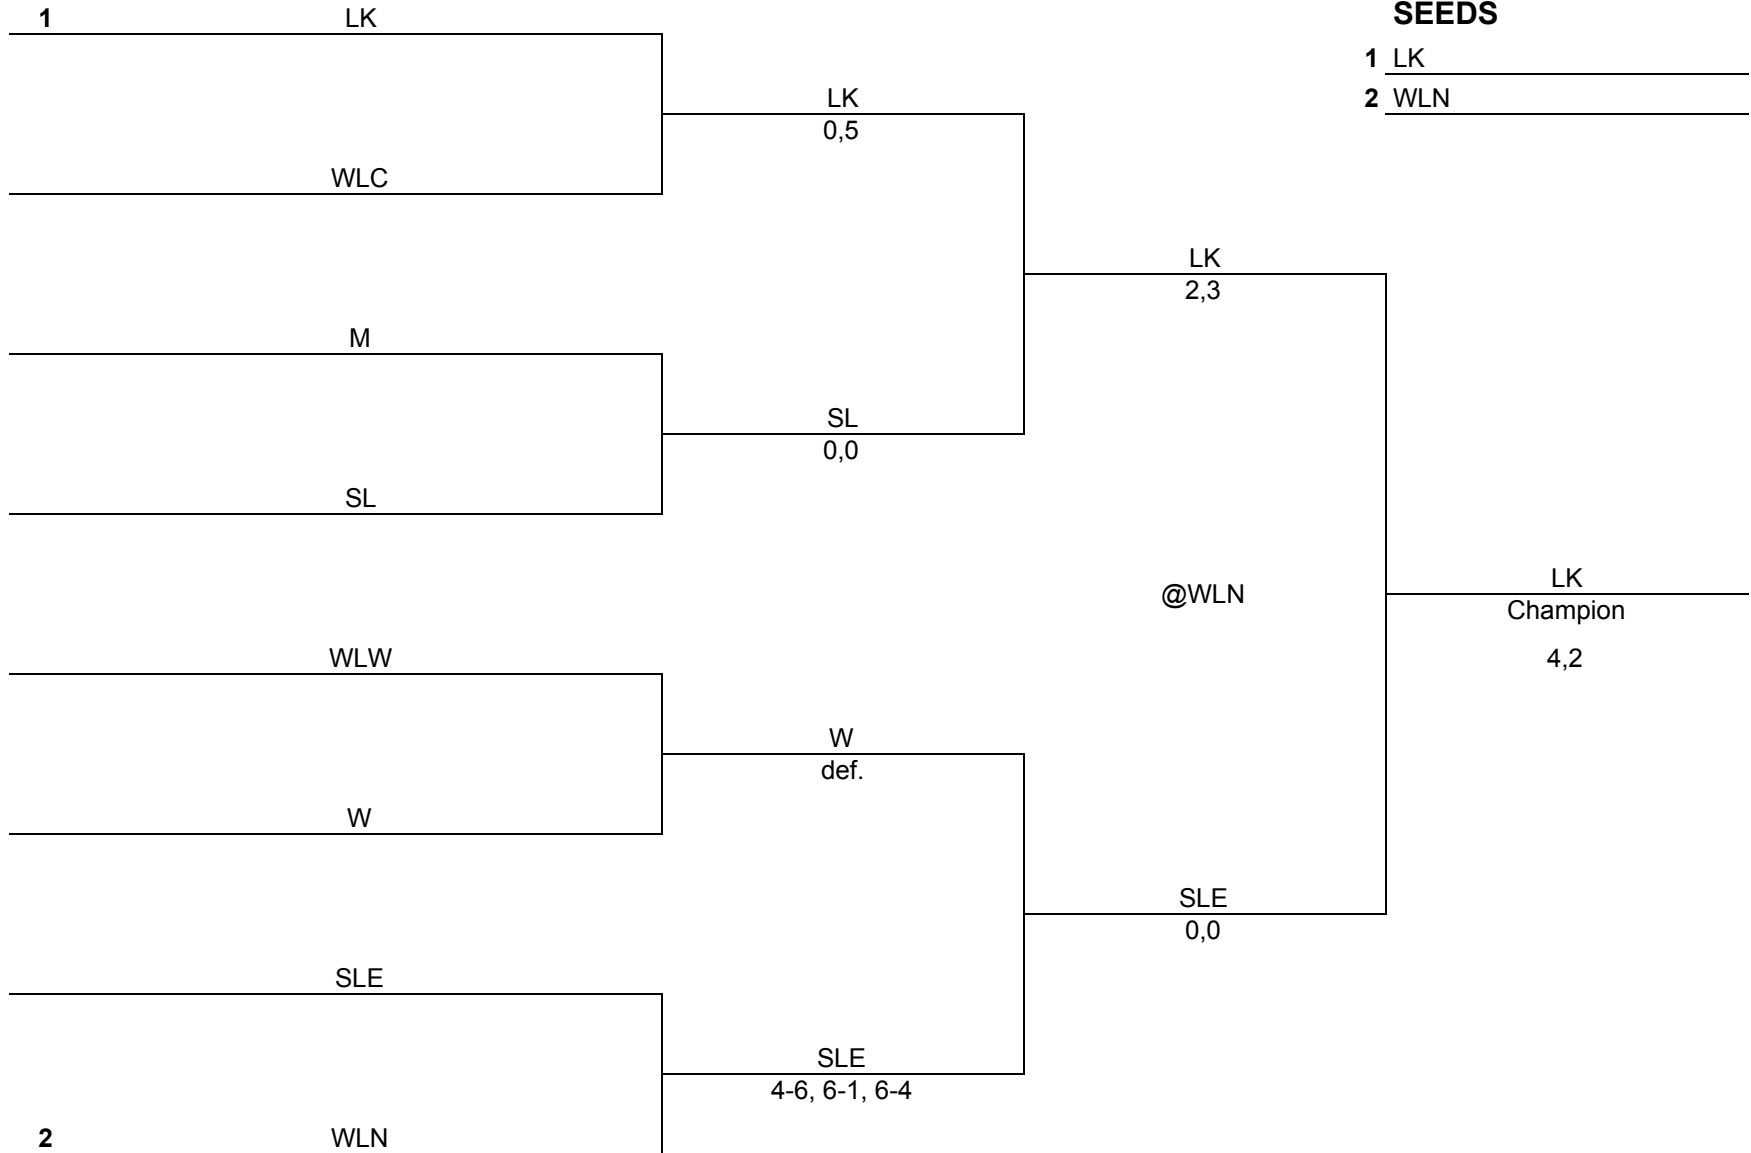 1 LK
SEEDS
1 LK
2 WLN
LK
0,5
WLC
LK
2,3
M
SL
0,0
SL
@WLN
LK
Champion
4,2
WLW
W
def.
W
SLE
0,0
SLE
SLE
4-6, 6-1, 6-4
2 WLN